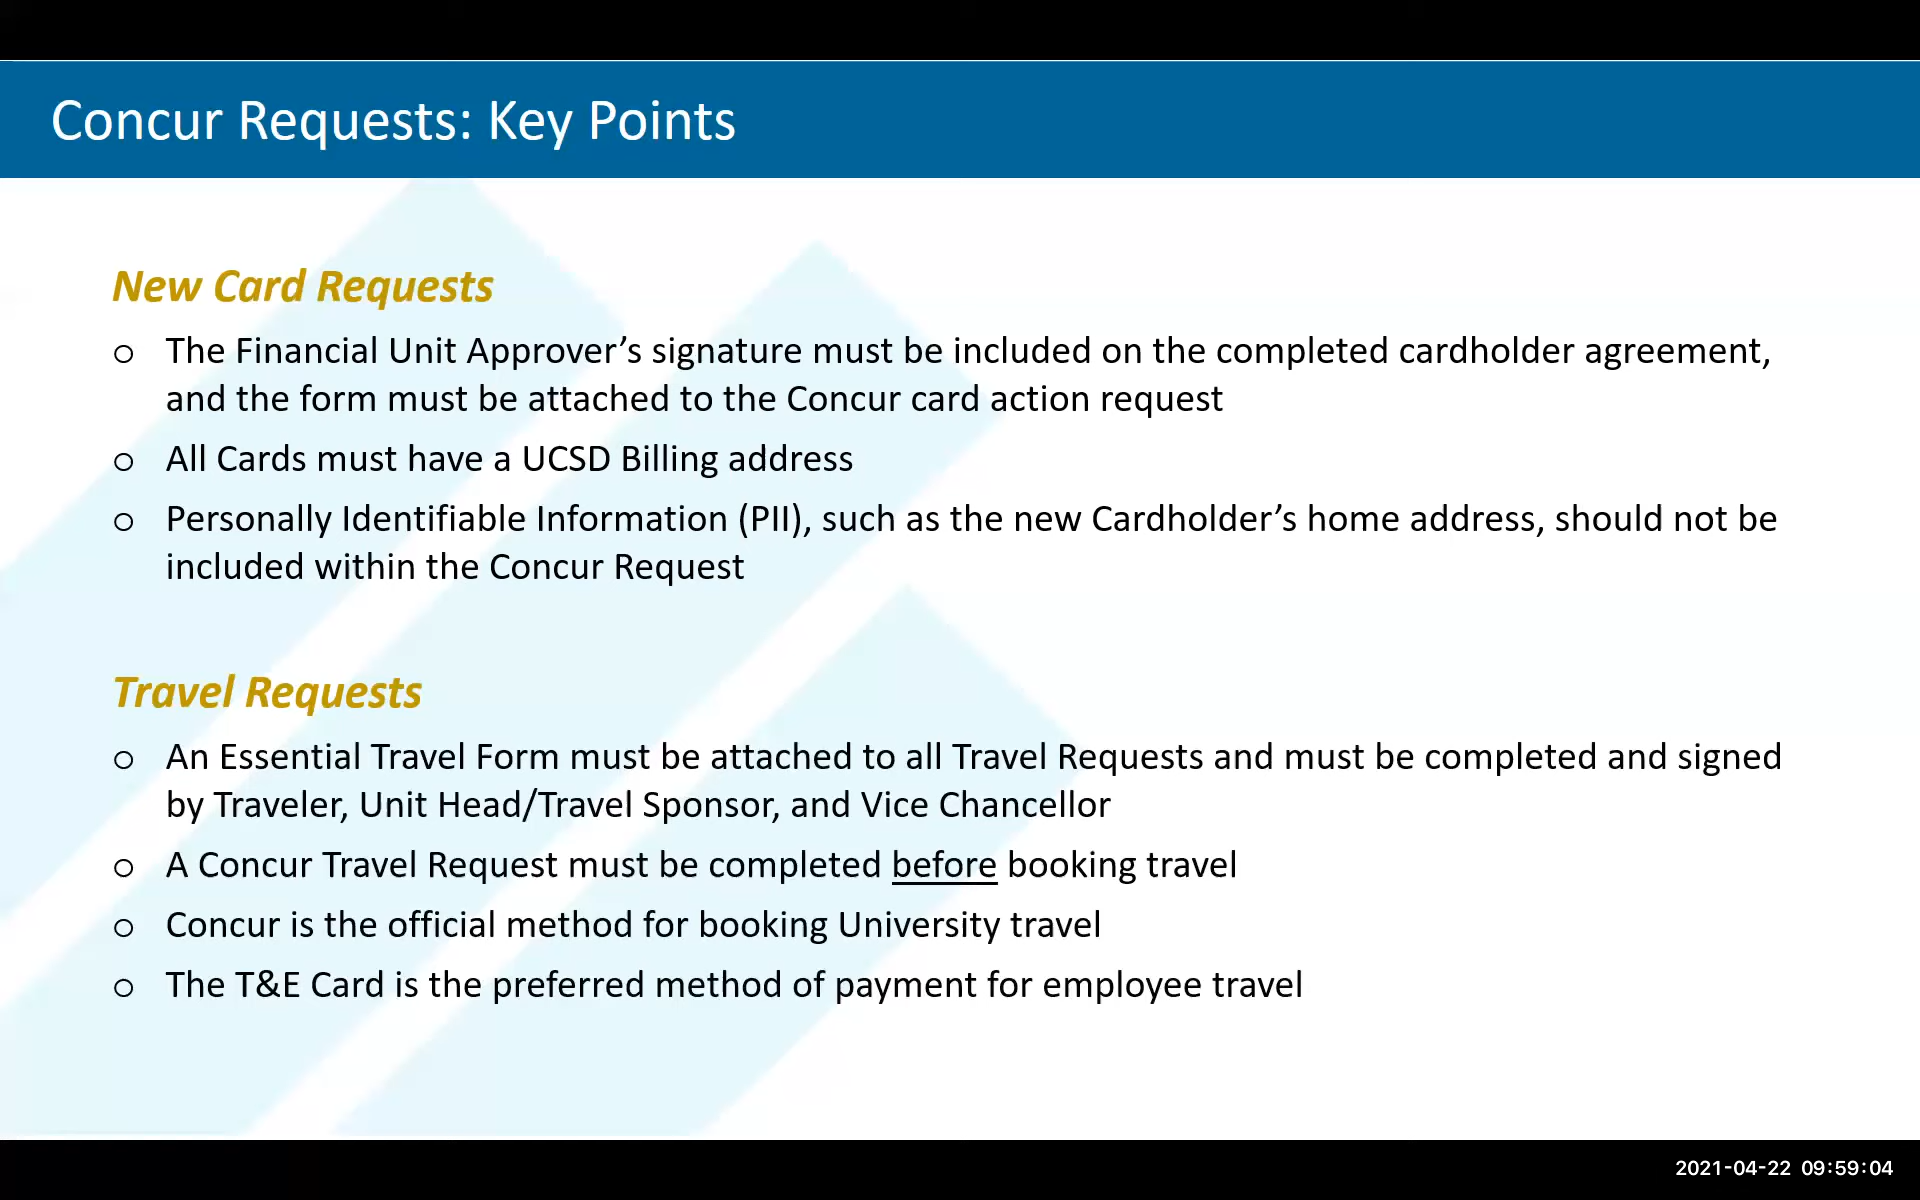 Concur Requests: Key Points
New Card Requests
○ The Financial Unit Approver’s signature must be included on the completed cardholder agreement,
and the form must be attached to the Concur card action request
○ All Cards must have a UCSD Billing address
○ Personally Identifiable Information (PII), such as the new Cardholder’s home address, should not be
included within the Concur Request
Travel Requests
○ An Essential Travel Form must be attached to all Travel Requests and must be completed and signed
by Traveler, Unit Head/Travel Sponsor, and Vice Chancellor
○ A Concur Travel Request must be completed before booking travel
○ Concur is the official method for booking University travel
○ The T&E Card is the preferred method of payment for employee travel
2021-04-22 09:59:04